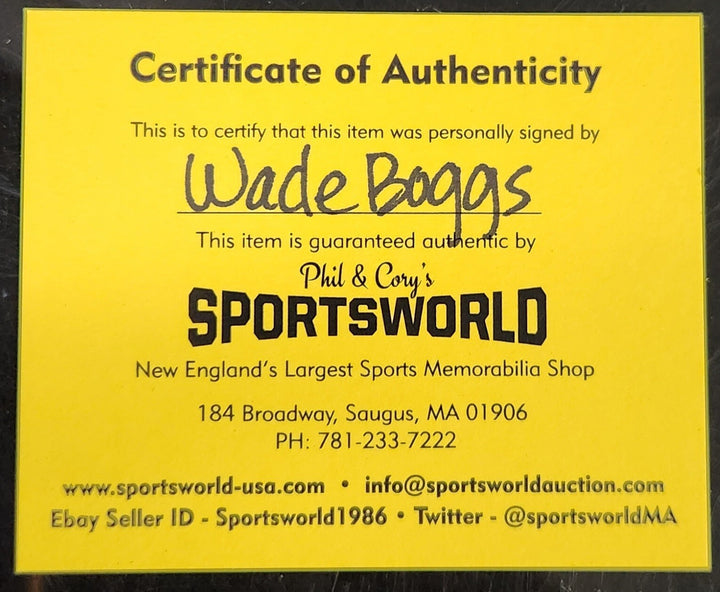 Certificate of Authenticity
This is to certify that this item was personally signed by
Wade Boggs
This item is guaranteed authentic by
Phil & Cory's
SPORTSWORLD
New England's Largest Sports Memorabilia Shop
184 Broadway, Saugus, MA 01906
PH: 781-233-7222
www.sportsworld-usa.com • info@sportsworldauction.com
Ebay Seller ID - Sportsworld1986 • Twitter - @sportsworldMA